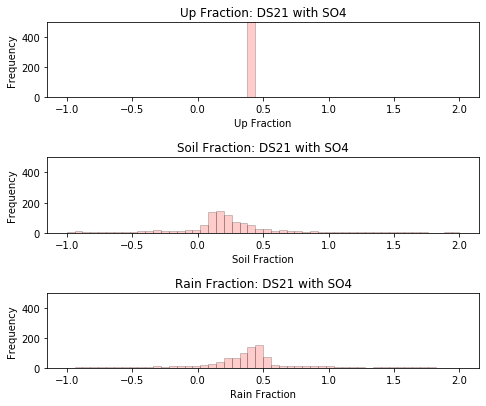 Up Fraction: DS21 with SO4
Frequency
400
200
0
−1.0 −0.5 0.0 0.5 1.0 1.5 2.0
Up Fraction
Soil Fraction: DS21 with SO4
Frequency
400
200
0
−1.0 −0.5 0.0 0.5 1.0 1.5 2.0
Soil Fraction
Rain Fraction: DS21 with SO4
Frequency
400
200
0
−1.0 −0.5 0.0 0.5 1.0 1.5 2.0
Rain Fraction